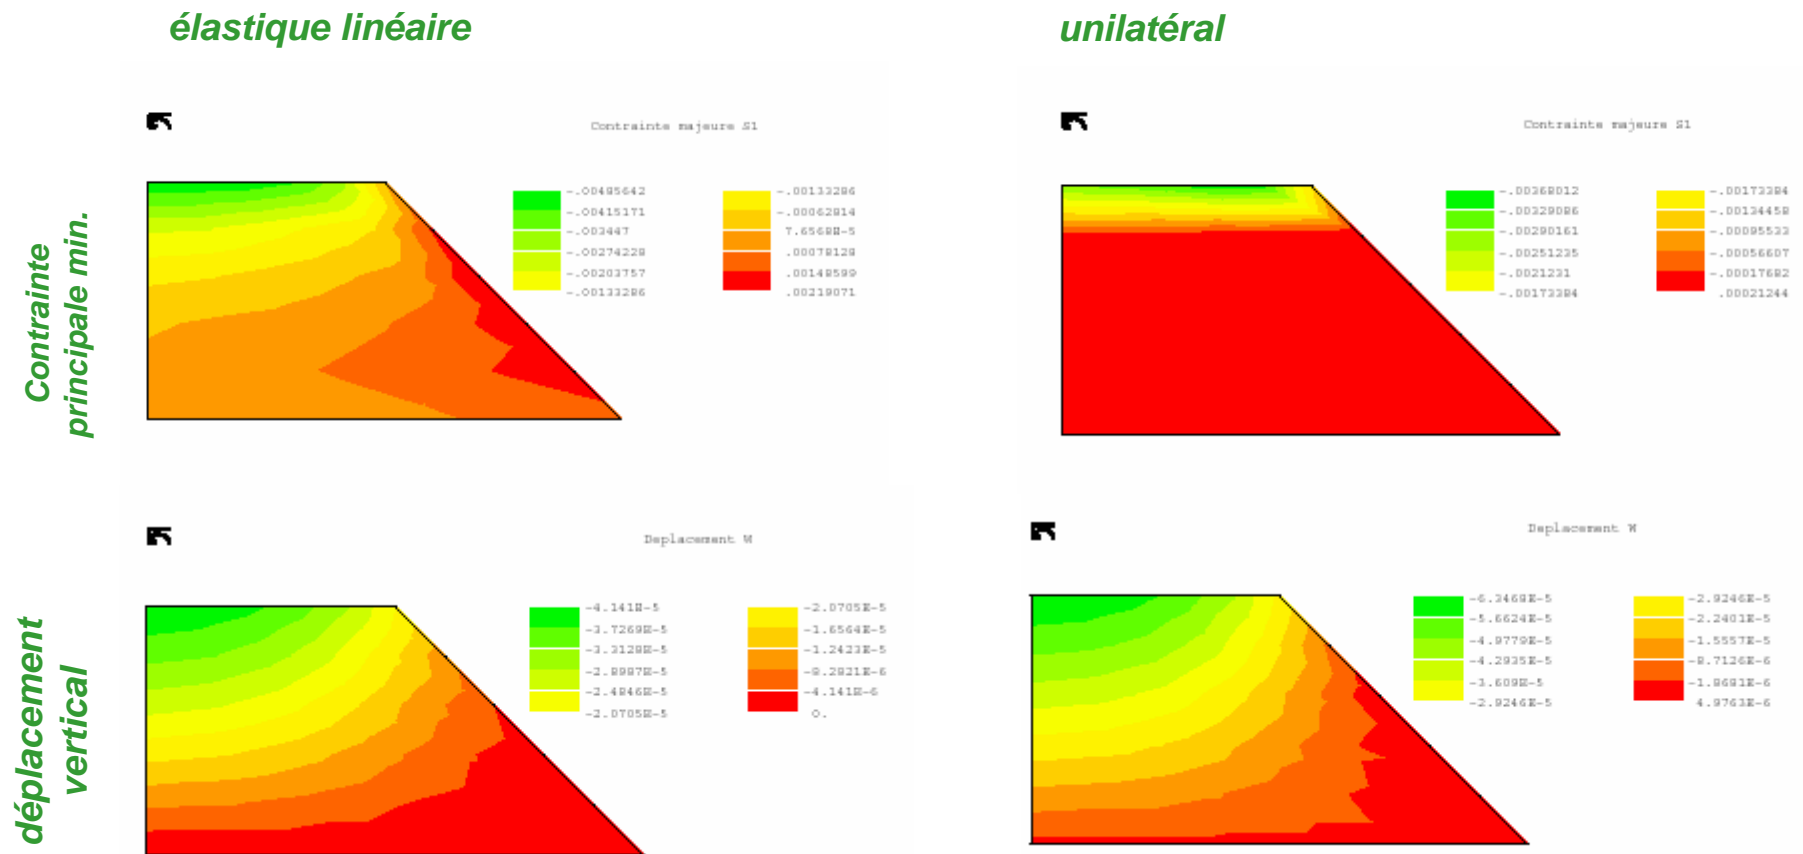 élastique linéaire
unilatéral
Contrainte
principale min.
Contrainte majeure S1
-.00495642
-.00415171
-.003447
-.00274228
-.00203757
-.00133286
-.00133286
-.00062814
7.6568E-5
.00078128
.00148599
.00219071
Contrainte majeure S1
-.00368012
-.00329086
-.00290161
-.00251235
-.0021231
-.00173384
-.00173384
-.00134458
-.00095533
-.00056607
-.00017682
.00021244
déplacement
vertical
Deplacement W
-4.141E-5
-3.7269E-5
-3.3128E-5
-2.8987E-5
-2.4846E-5
-2.0705E-5
-2.0705E-5
-1.6564E-5
-1.2423E-5
-8.2821E-6
-4.141E-6
0.
Deplacement W
-6.3468E-5
-5.6624E-5
-4.9779E-5
-4.2935E-5
-3.609E-5
-2.9246E-5
-2.9246E-5
-2.2401E-5
-1.5557E-5
-8.7126E-6
-1.8681E-6
4.9763E-6